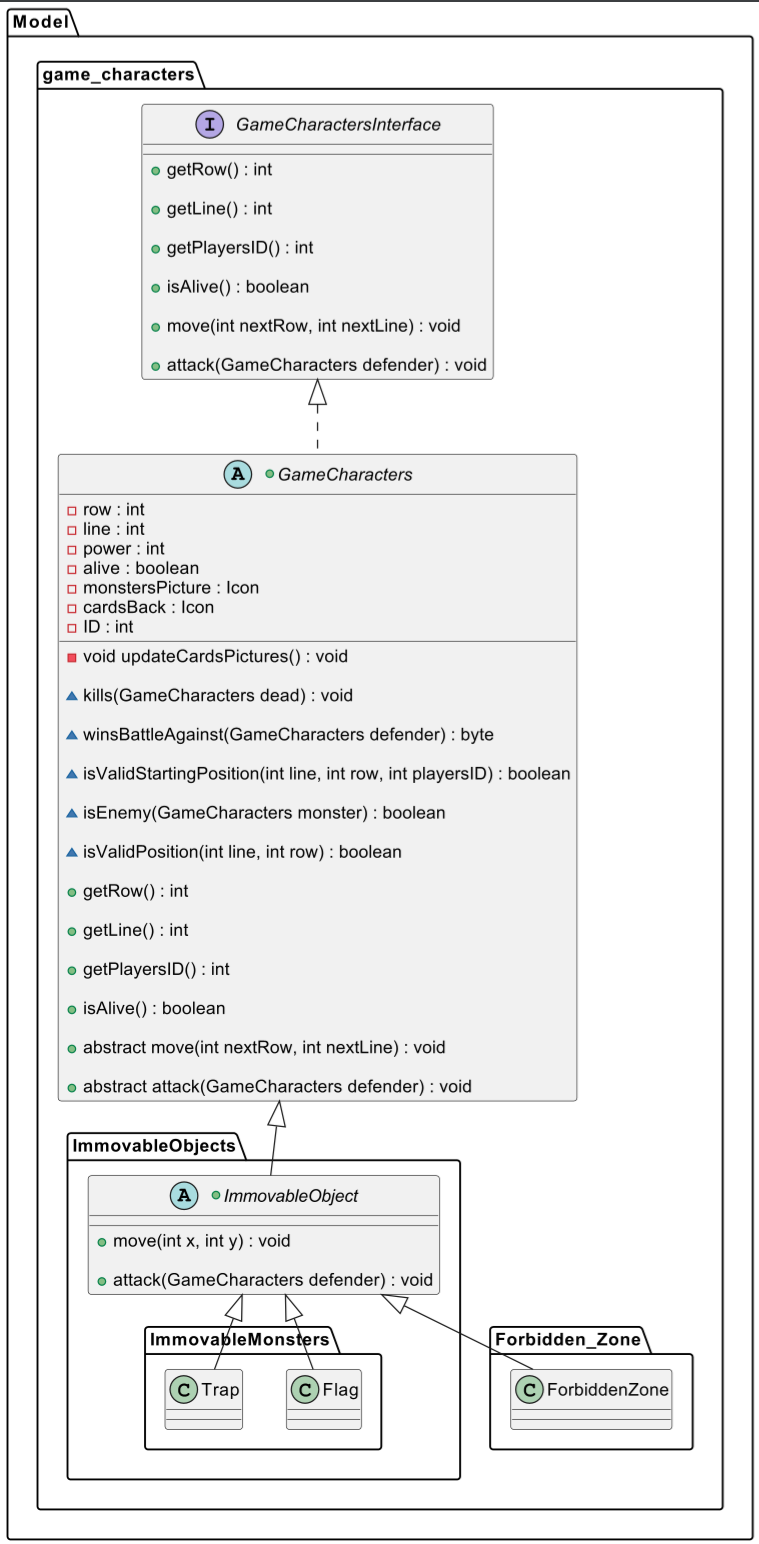 Model
game_characters
I GameCharactersInterface
getRow() : int
getLine() : int
getPlayersID() : int
isAlive() : boolean
move(int nextRow, int nextLine) : void
attack(GameCharacters defender) : void
A GameCharacters
row : int
line : int
power : int
alive : boolean
monstersPicture : Icon
cardsBack : Icon
ID : int
void updateCardsPictures() : void
kills(GameCharacters dead) : void
winsBattleAgainst(GameCharacters defender) : byte
isValidStartingPosition(int line, int row, int playersID) : boolean
isEnemy(GameCharacters monster) : boolean
isValidPosition(int line, int row) : boolean
getRow() : int
getLine() : int
getPlayersID() : int
isAlive() : boolean
abstract move(int nextRow, int nextLine) : void
abstract attack(GameCharacters defender) : void
ImmovableObjects
A ImmovableObject
move(int x, int y) : void
attack(GameCharacters defender) : void
ImmovableMonsters
C Trap
C Flag
Forbidden_Zone
C ForbiddenZone